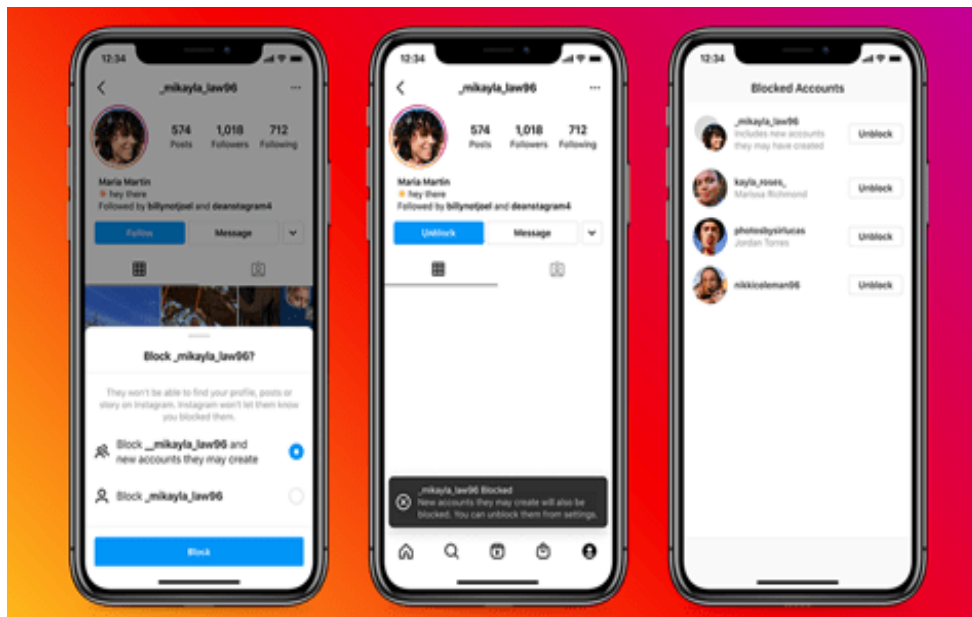 12:34
_mikayla_law96
574 1,018 712
Posts Followers Following
Maria Martin
hey there
Followed by billynotjoel and deanstagram4
Follow Message
Block _mikayla_law96?
They won't be able to find your profile, posts or
story on Instagram. Instagram won't let them know
you blocked them.
Block __mikayla_law96 and
new accounts they may create
Block _mikayla_law96
Block
12:34
_mikayla_law96
574 1,018 712
Posts Followers Following
Maria Martin
hey there
Followed by billynotjoel and deanstagram4
Unblock Message
_mikayla_law96 Blocked
New accounts they may create will also be
blocked. You can unblock them from settings.
12:34
Blocked Accounts
_mikayla_law96
Includes new accounts
they may have created
Unblock
kayla_roses_
Marissa Richmond
Unblock
photosbysirlucas
Jordan Torres
Unblock
nikkicoleman96
Unblock